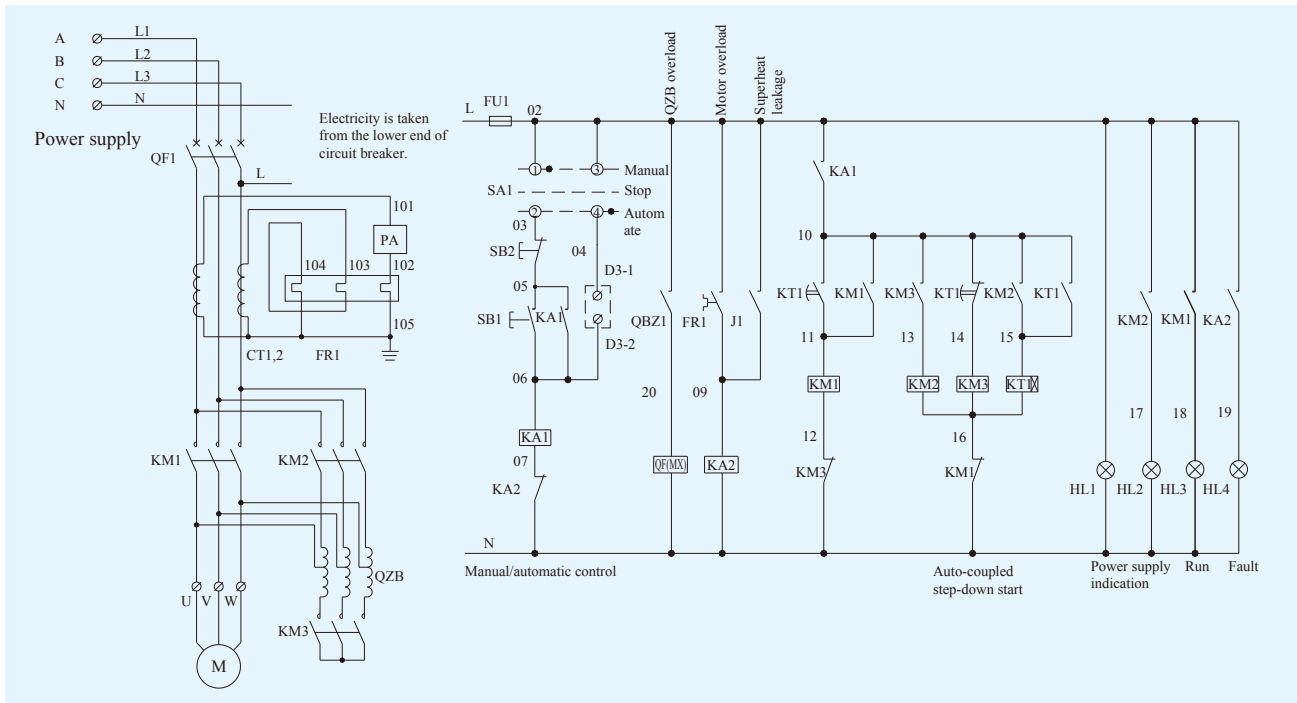 A L1
B L2
C L3
N N
Power supply
Electricity is taken
from the lower end of
circuit breaker.
QF1
L
101
PA
104 103 102
105
CT1,2 FR1
KM1 KM2
QZB
U V W
KM3
M
L FU1 02
QZB overload
Motor overload
Superheat
leakage
1 3 Manual
SA1 Stop
2 4 Autom
ate
03
04
SB2
D3-1
05
SB1 KA1
D3-2
06
KA1
07
KA2
QBZ1
20
QF(MX)
FR1 J1
09
KA2
KA1
10
KT1 KM1 KM3 KT1 KM2 KT1
11 13 14 15
KM1 KM2 KM3 KT1
12 16
KM3 KM1
KM2 KM1 KA2
17 18 19
HL1 HL2 HL3 HL4
N
Manual/automatic control
Auto-coupled
step-down start
Power supply
indication
Run
Fault